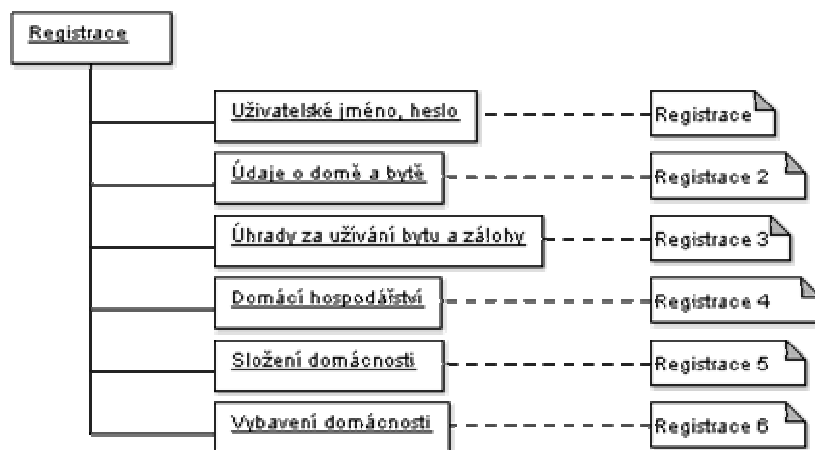 Registrace
Uživatelské jméno, heslo
Registrace
Údaje o domě a bytě
Registrace 2
Úhrady za užívání bytu a zálohy
Registrace 3
Domácí hospodářství
Registrace 4
Složení domácnosti
Registrace 5
Vybavení domácnosti
Registrace 6